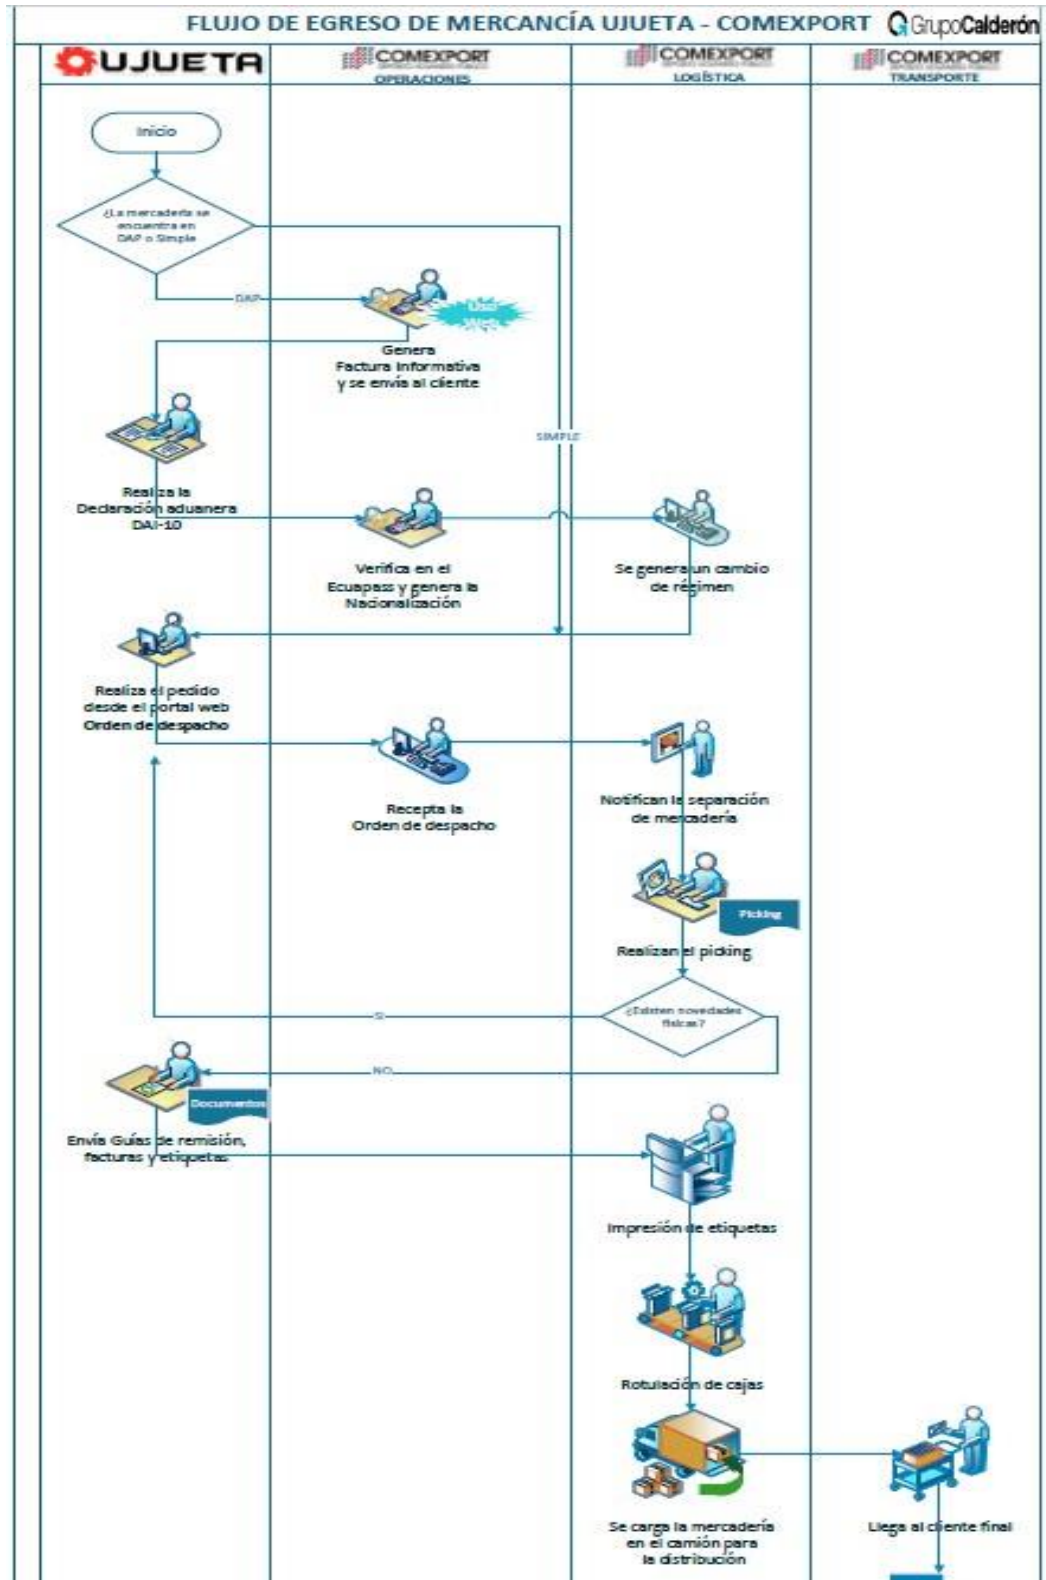 FLUJO DE EGRESO DE MERCANCÍA UJUETA - COMEXPORT
GrupoCalderón
UJUETA
COMEXPORT
OPERACIONES
COMEXPORT
LOGÍSTICA
COMEXPORT
TRANSPORTE
Inicio
¿La mercadería se
encuentra en
DAP o Simple
DAP
Uso
Web
Genera
Factura Informativa
y se envía al cliente
SIMPLE
Realiza la
Declaración aduanera
DAI-10
Verifica en el
Ecuapass y genera la
Nacionalización
Se genera un cambio
de régimen
Realiza el pedido
desde el portal web
Orden de despacho
Recepta la
Orden de despacho
Notifican la separación
de mercadería
Picking
Realizan el picking
¿Existen novedades
físicas?
SI
NO
Documentos
Envía Guías de remisión,
facturas y etiquetas
Impresión de etiquetas
Rotulación de cajas
Se carga la mercadería
en el camión para
la distribución
Llega al cliente final